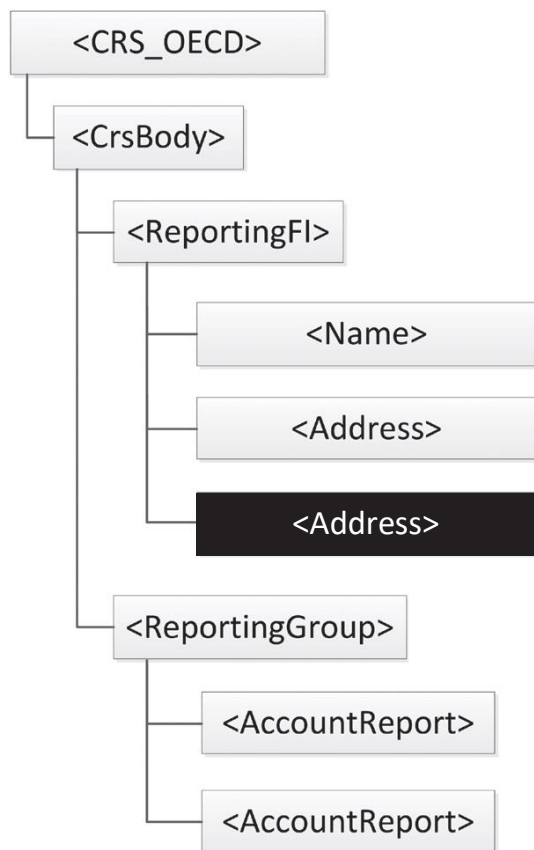 <CRS_OECD>
<CrsBody>
<ReportingFI>
<Name>
<Address>
<Address>
<ReportingGroup>
<AccountReport>
<AccountReport>